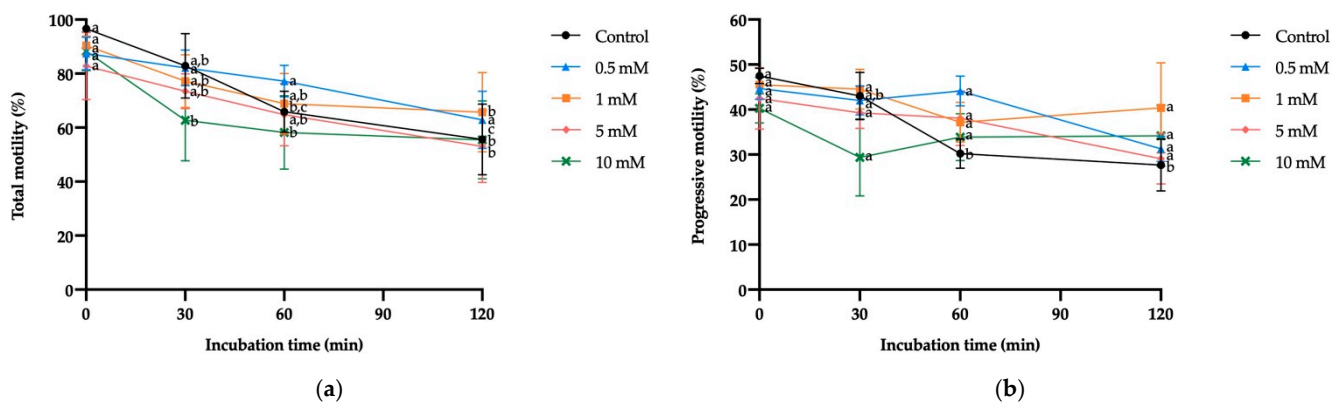 100
80
60
40
20
0
0
30
60
90
120
Total motility (%)
Incubation time (min)
a
a
a
a
a
a,b
a
a,b
a,b
b
a
a,b
b,c
a,b
b
b
a
c
b
b
Control
0.5 mM
1 mM
5 mM
10 mM
(a)
60
50
40
30
20
10
0
0
30
60
90
120
Progressive motility (%)
Incubation time (min)
a
a
a
a
a
a
a,b
a
a
a
a
a
a
b
a
a
a
a
b
Control
0.5 mM
1 mM
5 mM
10 mM
(b)